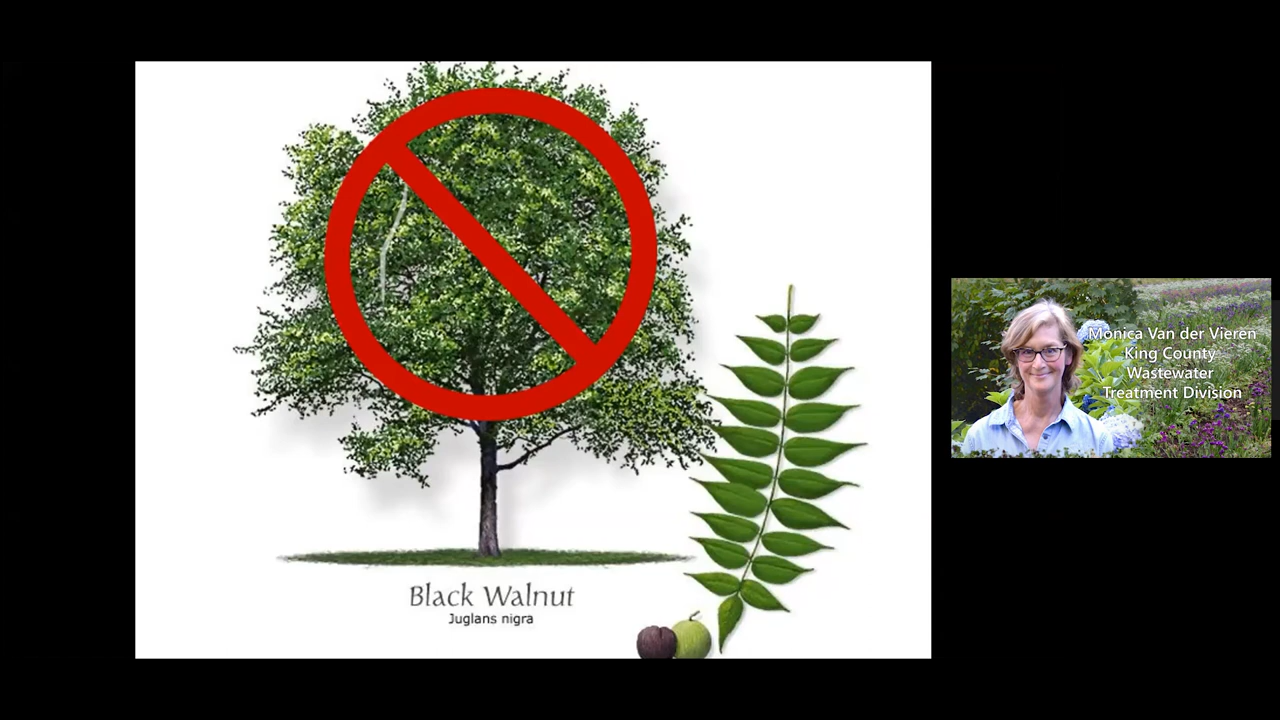 Black Walnut
Juglans nigra
Monica Van der Vieren
King County
Wastewater
Treatment Division